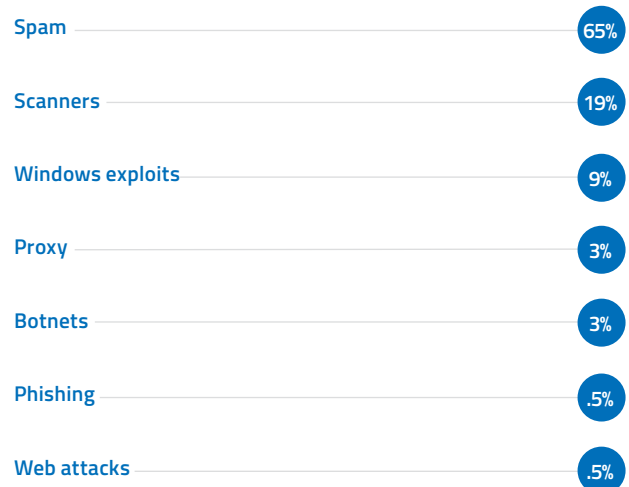 Spam 65%
Scanners 19%
Windows exploits 9%
Proxy 3%
Botnets 3%
Phishing .5%
Web attacks .5%